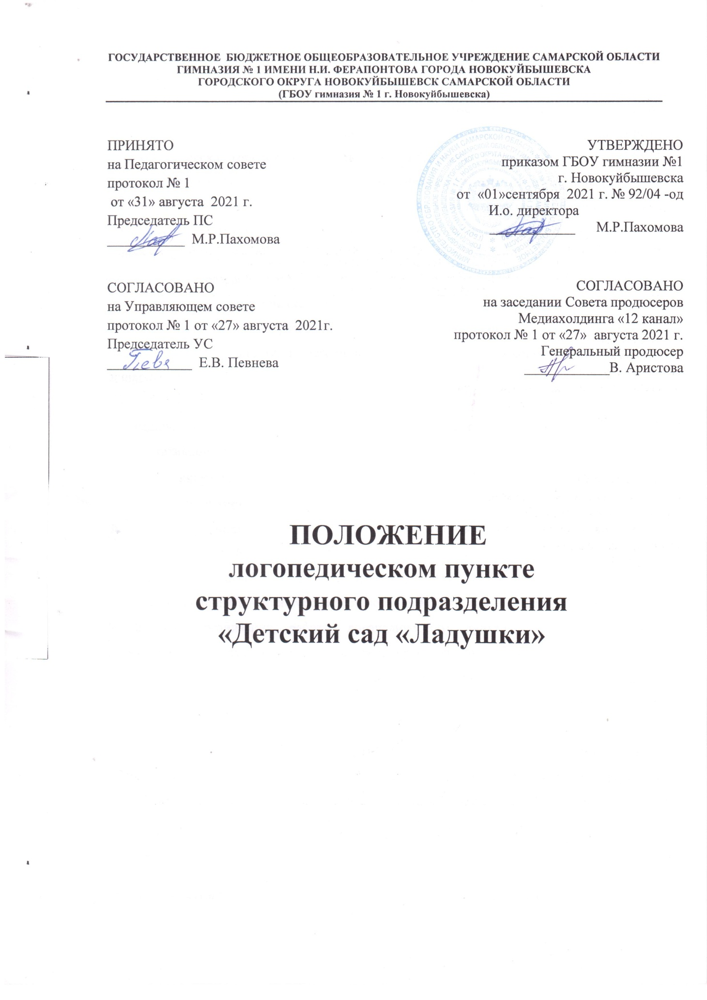 ГОСУДАРСТВЕННОЕ БЮДЖЕТНОЕ ОБЩЕОБРАЗОВАТЕЛЬНОЕ УЧРЕЖДЕНИЕ САМАРСКОЙ ОБЛАСТИ
ГИМНАЗИЯ № 1 ИМЕНИ Н.И. ФЕРАПОНТОВА ГОРОДА НОВОКУЙБЫШЕВСКА
ГОРОДСКОГО ОКРУГА НОВОКУЙБЫШЕВСК САМАРСКОЙ ОБЛАСТИ
(ГБОУ гимназия № 1 г. Новокуйбышевска)
ПРИНЯТО
на Педагогическом совете
протокол № 1
от «31» августа 2021 г.
Председатель ПС
М.Р.Пахомова
УТВЕРЖДЕНО
приказом ГБОУ гимназии №1
г. Новокуйбышевска
от «01»сентября 2021 г. № 92/04 -од
И.о. директора
М.Р.Пахомова
СОГЛАСОВАНО
на Управляющем совете
протокол № 1 от «27» августа 2021г.
Председатель УС
Е.В. Певнева
СОГЛАСОВАНО
на заседании Совета продюсеров
Медиахолдинга «12 канал»
протокол № 1 от «27» августа 2021 г.
Генеральный продюсер
В. Аристова
ПОЛОЖЕНИЕ
логопедическом пункте
структурного подразделения
«Детский сад «Ладушки»